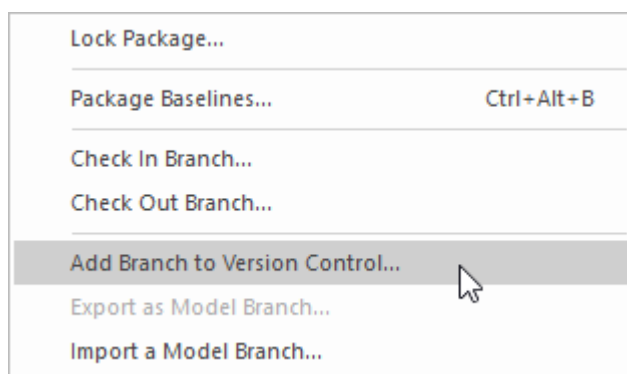 Lock Package...
Package Baselines... Ctrl+Alt+B
Check In Branch...
Check Out Branch...
Add Branch to Version Control...
Export as Model Branch...
Import a Model Branch...